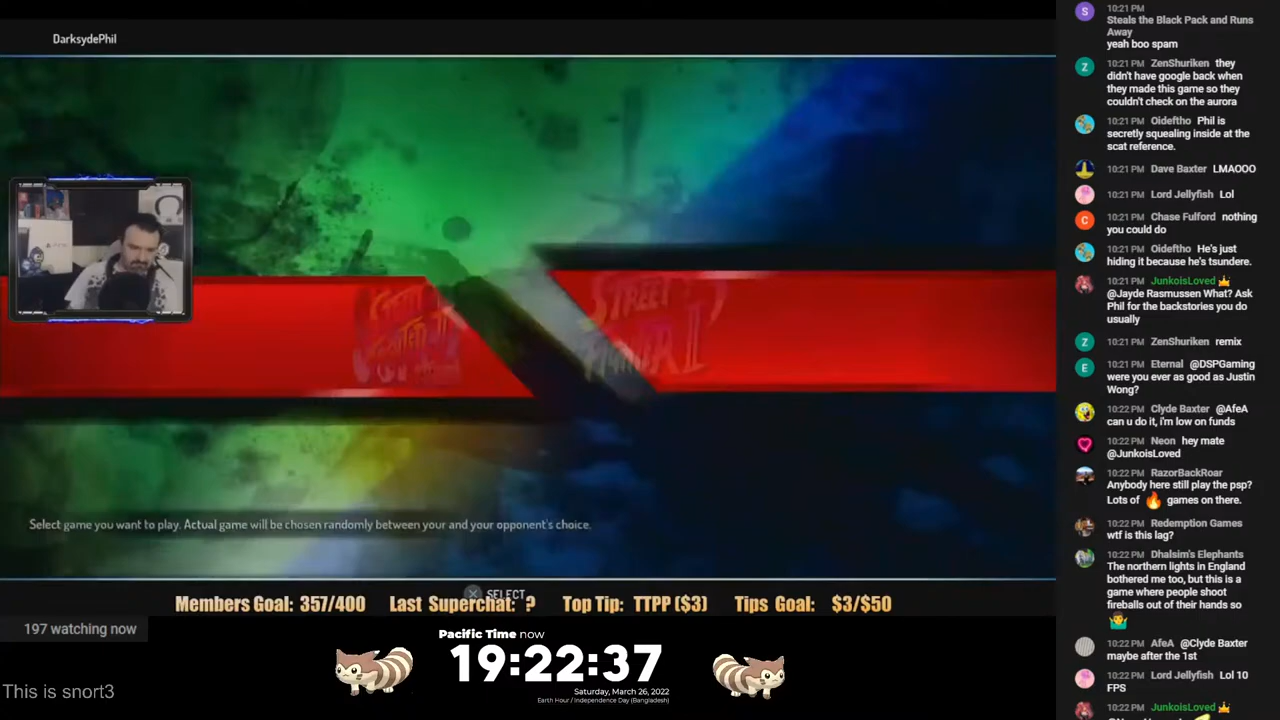 DarksydePhil
STREET
Select game you want to play. Actual game will be chosen randomly between your and your opponent's choice.
SELECT
Members Goal: 357/400 Last Superchat: ? Top Tip: TTPP ($3) Tips Goal: $3/$50
197 watching now
Pacific Time now
19:22:37
Saturday, March 26, 2022
Earth Hour / Independence Day (Bangladesh)
This is snort3
S
10:21 PM
Steals the Black Pack and Runs
Away
yeah boo spam
Z
10:21 PM ZenShuriken they
didn't have google back when
they made this game so they
couldn't check on the aurora
10:21 PM Oideftho Phil is
secretly squealing inside at the
scat reference.
10:21 PM Dave Baxter LMAOOO
10:21 PM Lord Jellyfish Lol
C
10:21 PM Chase Fulford nothing
you could do
10:21 PM Oideftho He's just
hiding it because he's tsundere.
10:21 PM JunkoisLoved
@Jayde Rasmussen What? Ask
Phil for the backstories you do
usually
Z
10:21 PM ZenShuriken remix
E
10:21 PM Eternal @DSPGaming
were you ever as good as Justin
Wong?
10:22 PM Clyde Baxter @AfeA
can u do it, i'm low on funds
10:22 PM Neon hey mate
@JunkoisLoved
10:22 PM RazorBackRoar
Anybody here still play the psp?
Lots of 🔥 games on there.
10:22 PM Redemption Games
wtf is this lag?
10:22 PM Dhalsim's Elephants
The northern lights in England
bothered me too, but this is a
game where people shoot
fireballs out of their hands so
🤷‍♂️
10:22 PM AfeA @Clyde Baxter
maybe after the 1st
10:22 PM Lord Jellyfish Lol 10
FPS
10:22 PM JunkoisLoved